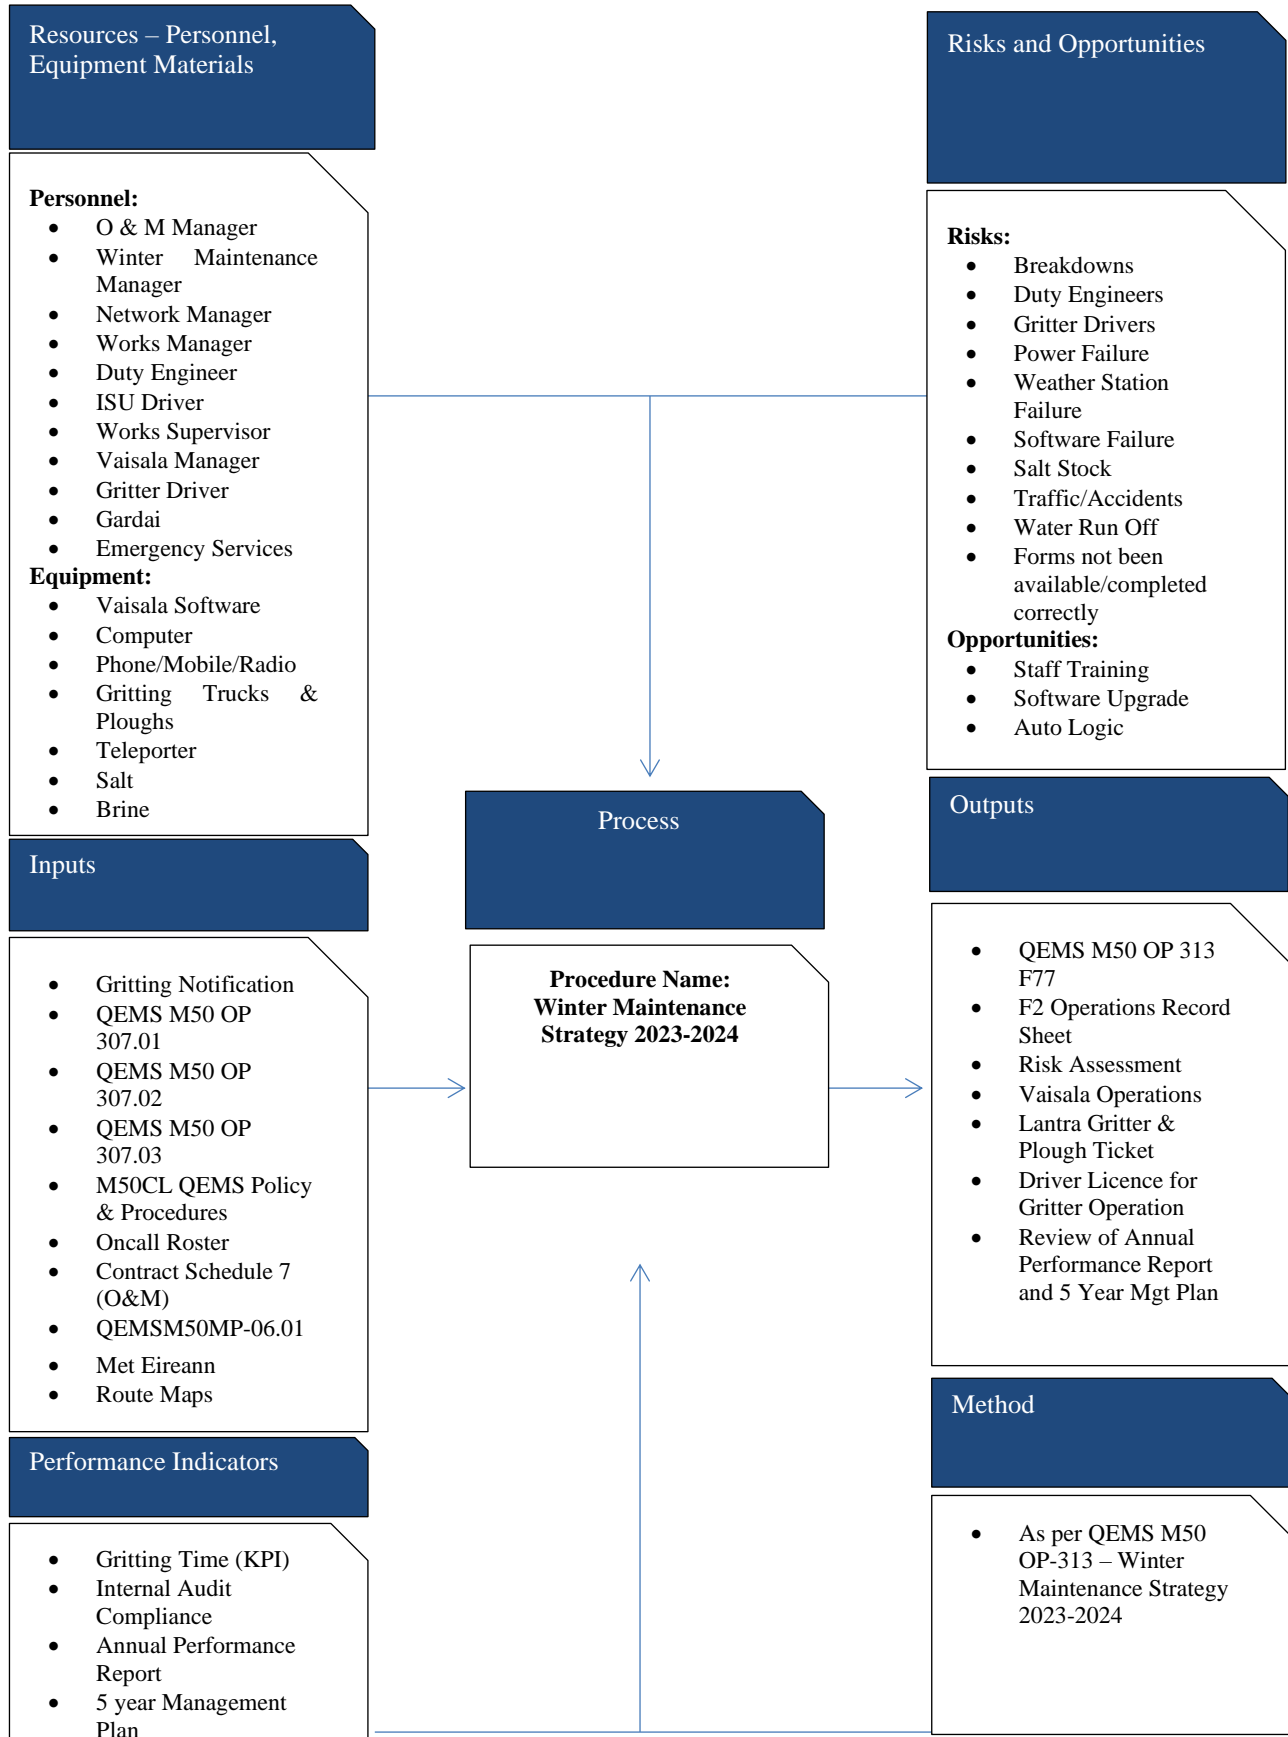 Resources – Personnel,
Equipment Materials
Personnel:
• O & M Manager
• Winter Maintenance
Manager
• Network Manager
• Works Manager
• Duty Engineer
• ISU Driver
• Works Supervisor
• Vaisala Manager
• Gritter Driver
• Gardai
• Emergency Services
Equipment:
• Vaisala Software
• Computer
• Phone/Mobile/Radio
• Gritting Trucks &
Ploughs
• Teleporter
• Salt
• Brine
Risks and Opportunities
Risks:
• Breakdowns
• Duty Engineers
• Gritter Drivers
• Power Failure
• Weather Station
Failure
• Software Failure
• Salt Stock
• Traffic/Accidents
• Water Run Off
• Forms not been
available/completed
correctly
Opportunities:
• Staff Training
• Software Upgrade
• Auto Logic
Inputs
• Gritting Notification
• QEMS M50 OP
307.01
• QEMS M50 OP
307.02
• QEMS M50 OP
307.03
• M50CL QEMS Policy
& Procedures
• Oncall Roster
• Contract Schedule 7
(O&M)
• QEMSM50MP-06.01
• Met Eireann
• Route Maps
Process
Procedure Name:
Winter Maintenance
Strategy 2023-2024
Outputs
• QEMS M50 OP 313
F77
• F2 Operations Record
Sheet
• Risk Assessment
• Vaisala Operations
• Lantra Gritter &
Plough Ticket
• Driver Licence for
Gritter Operation
• Review of Annual
Performance Report
and 5 Year Mgt Plan
Performance Indicators
• Gritting Time (KPI)
• Internal Audit
Compliance
• Annual Performance
Report
• 5 year Management
Plan
Method
• As per QEMS M50
OP-313 – Winter
Maintenance Strategy
2023-2024